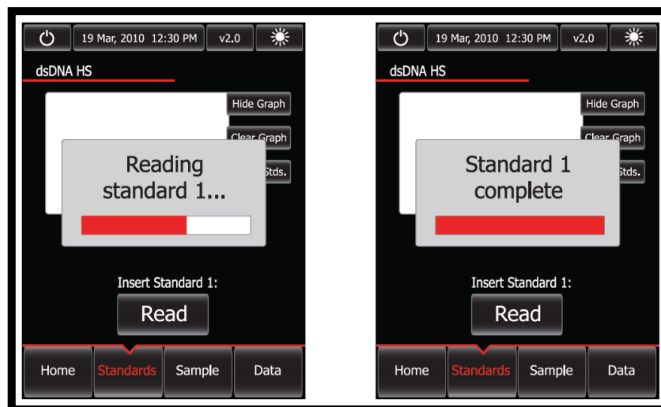 19 Mar, 2010 12:30 PM v2.0
dsDNA HS
Hide Graph
Clear Graph
Stds.
Reading
standard 1...
Insert Standard 1:
Read
Home Standards Sample Data
19 Mar, 2010 12:30 PM v2.0
dsDNA HS
Hide Graph
Clear Graph
Stds.
Standard 1
complete
Insert Standard 1:
Read
Home Standards Sample Data